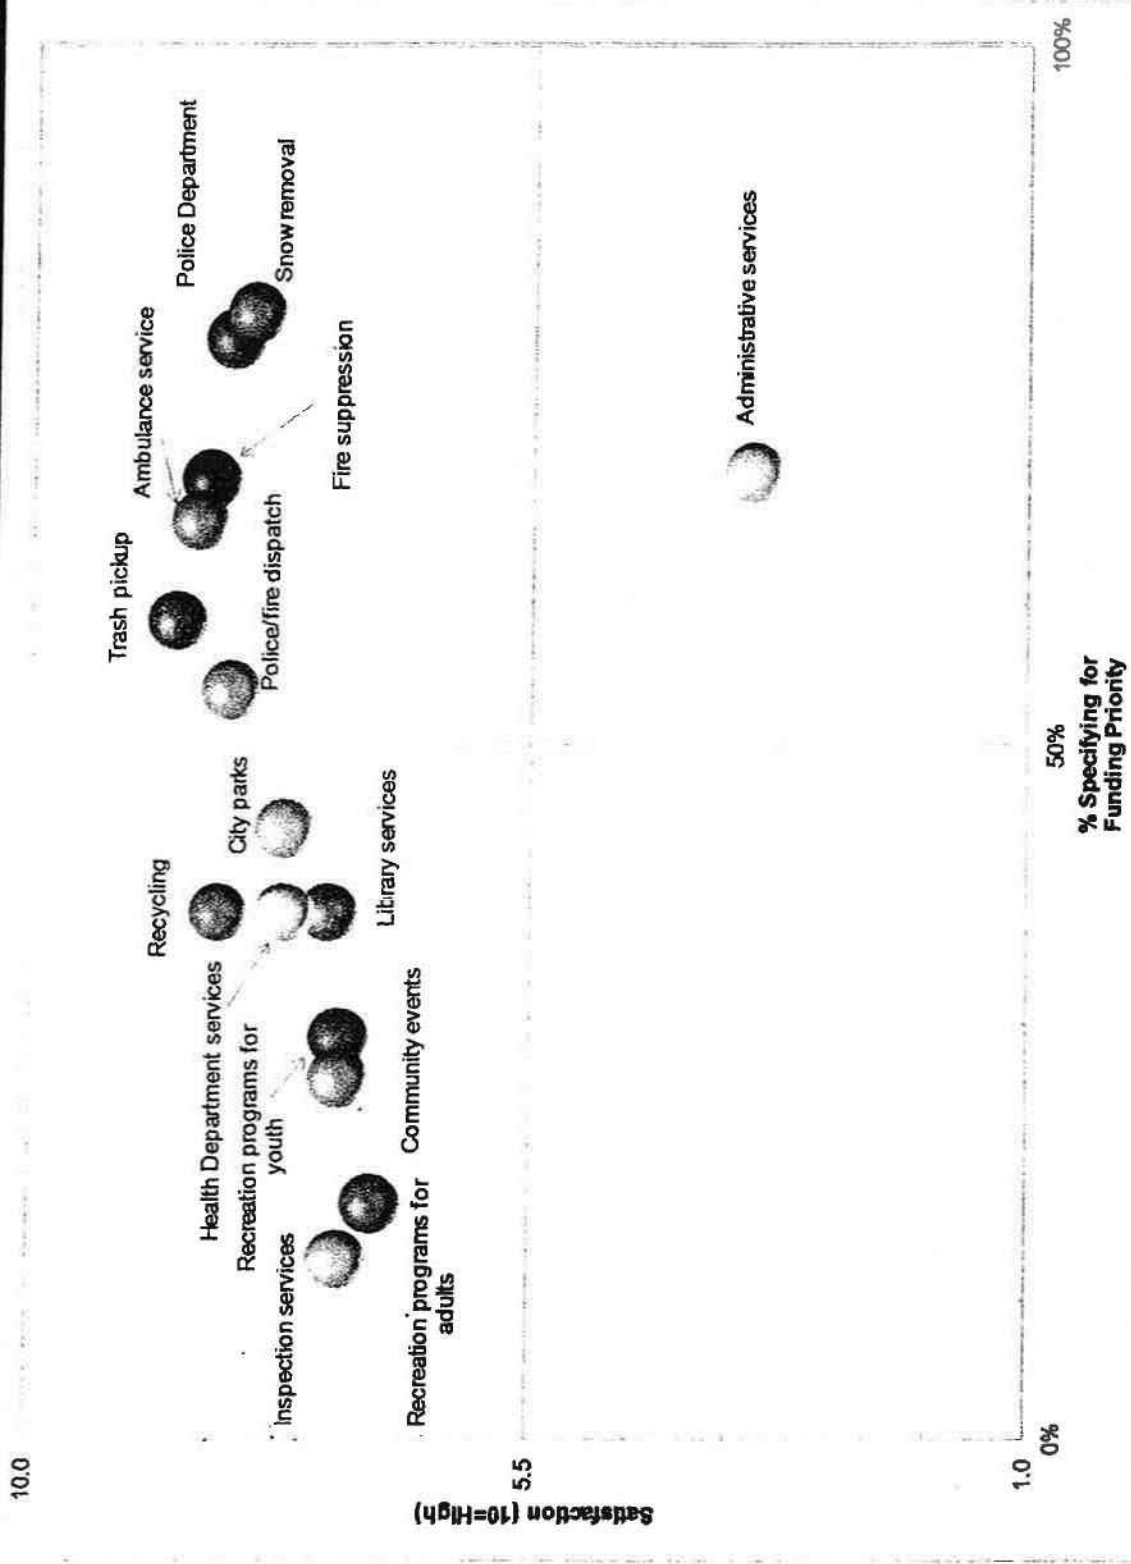 10.0
Trash pickup
Ambulance service
Police Department
Recycling
City parks
Police/fire dispatch
Snow removal
Health Department services
Recreation programs for
youth
Inspection services
Fire suppression
Library services
Community events
Recreation programs for
adults
5.5
Satisfaction (10=High)
Administrative services
1.0
0%
50%
100%
% Specifying for
Funding Priority